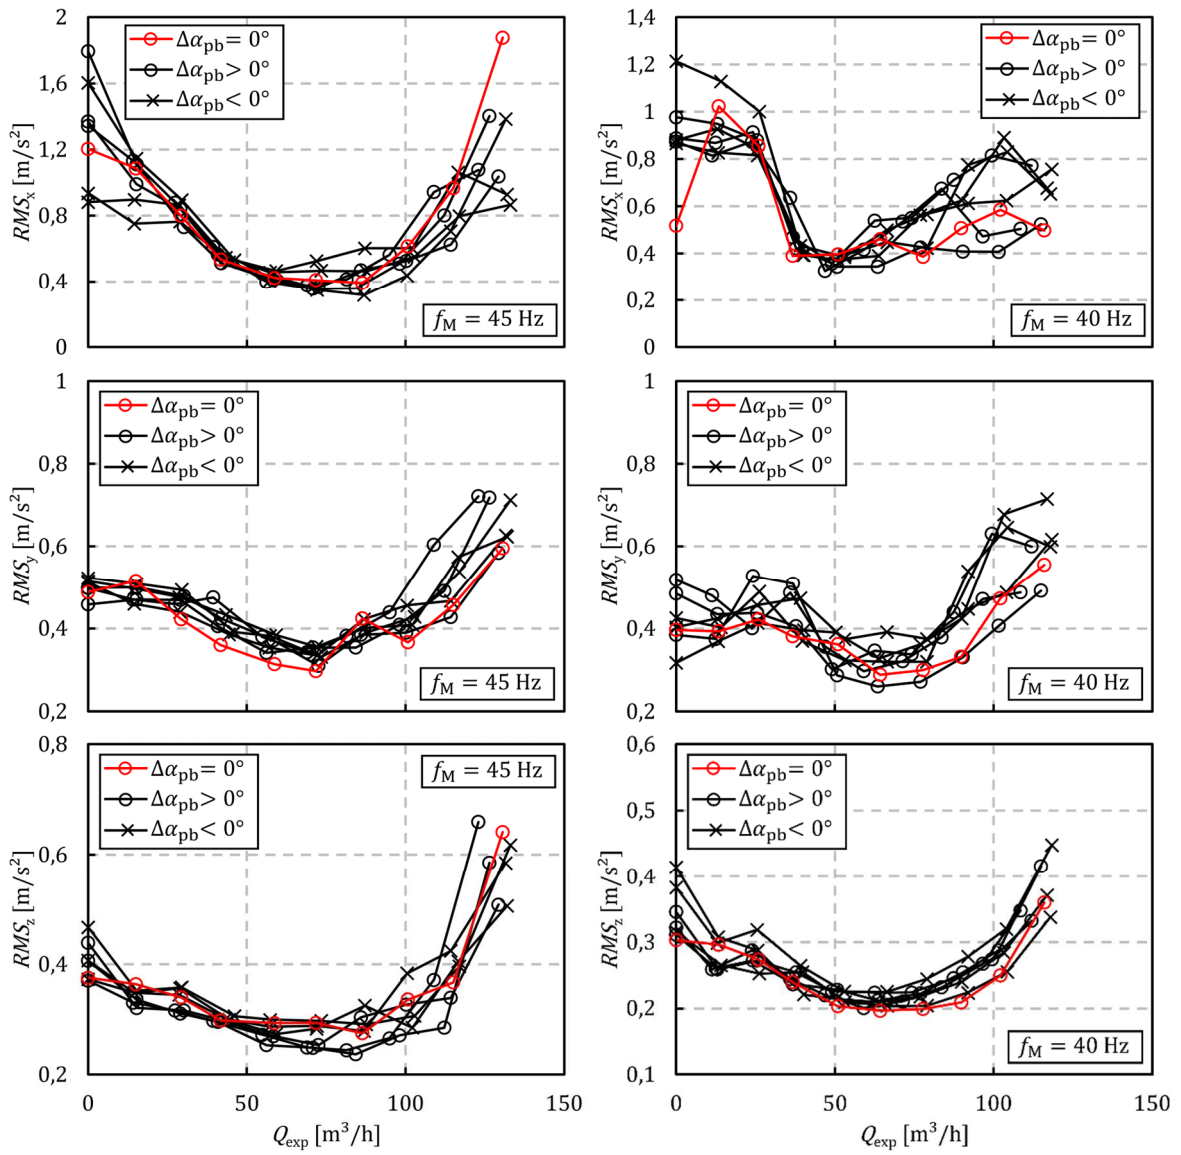 2
1,6
1,2
0,8
0,4
0
RMSx [m/s²]
Δαpb= 0°
Δαpb> 0°
Δαpb< 0°
fM = 45 Hz
1,4
1,2
1
0,8
0,6
0,4
0,2
0
RMSx [m/s²]
Δαpb= 0°
Δαpb> 0°
Δαpb< 0°
fM = 40 Hz
1
0,8
0,6
0,4
0,2
RMSy [m/s²]
Δαpb= 0°
Δαpb> 0°
Δαpb< 0°
fM = 45 Hz
1
0,8
0,6
0,4
0,2
RMSy [m/s²]
Δαpb= 0°
Δαpb> 0°
Δαpb< 0°
fM = 40 Hz
0,8
0,6
0,4
0,2
RMSz [m/s²]
Δαpb= 0°
Δαpb> 0°
Δαpb< 0°
fM = 45 Hz
0 50 100 150
Qexp [m³/h]
0,6
0,5
0,4
0,3
0,2
0,1
RMSz [m/s²]
Δαpb= 0°
Δαpb> 0°
Δαpb< 0°
fM = 40 Hz
0 50 100 150
Qexp [m³/h]